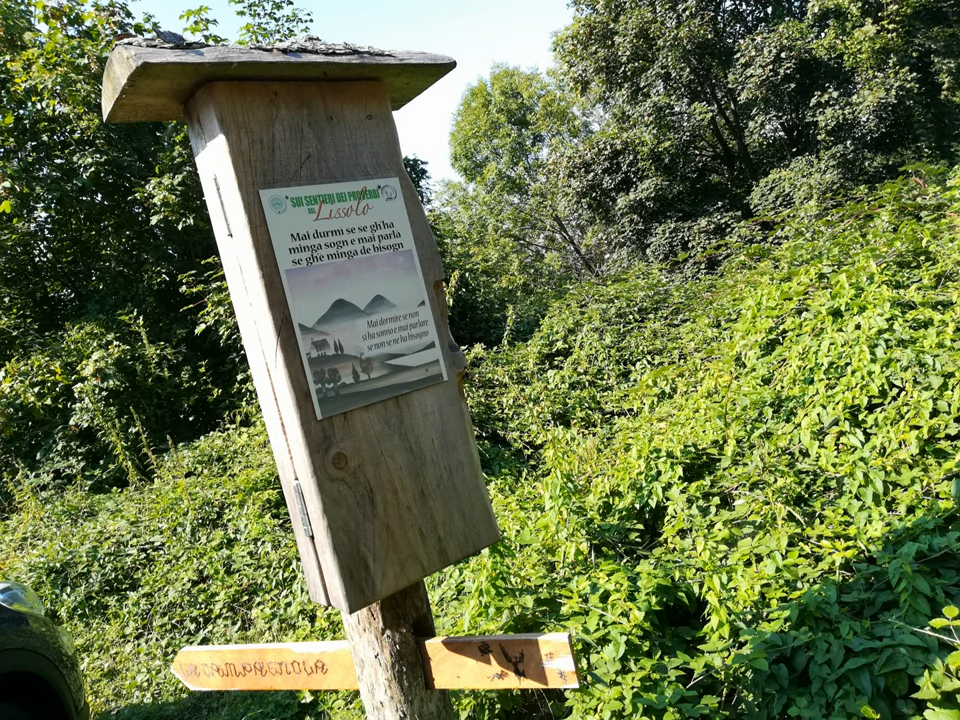 SUI SENTIERI DEI PROVERBI
DEL Lissolo
Mai durmi se se gh'ha
minga sogn e mai parla
se ghe minga de bisogn
Mai dormire se non
si ha sonno e mai parlare
se non se ne ha bisogno